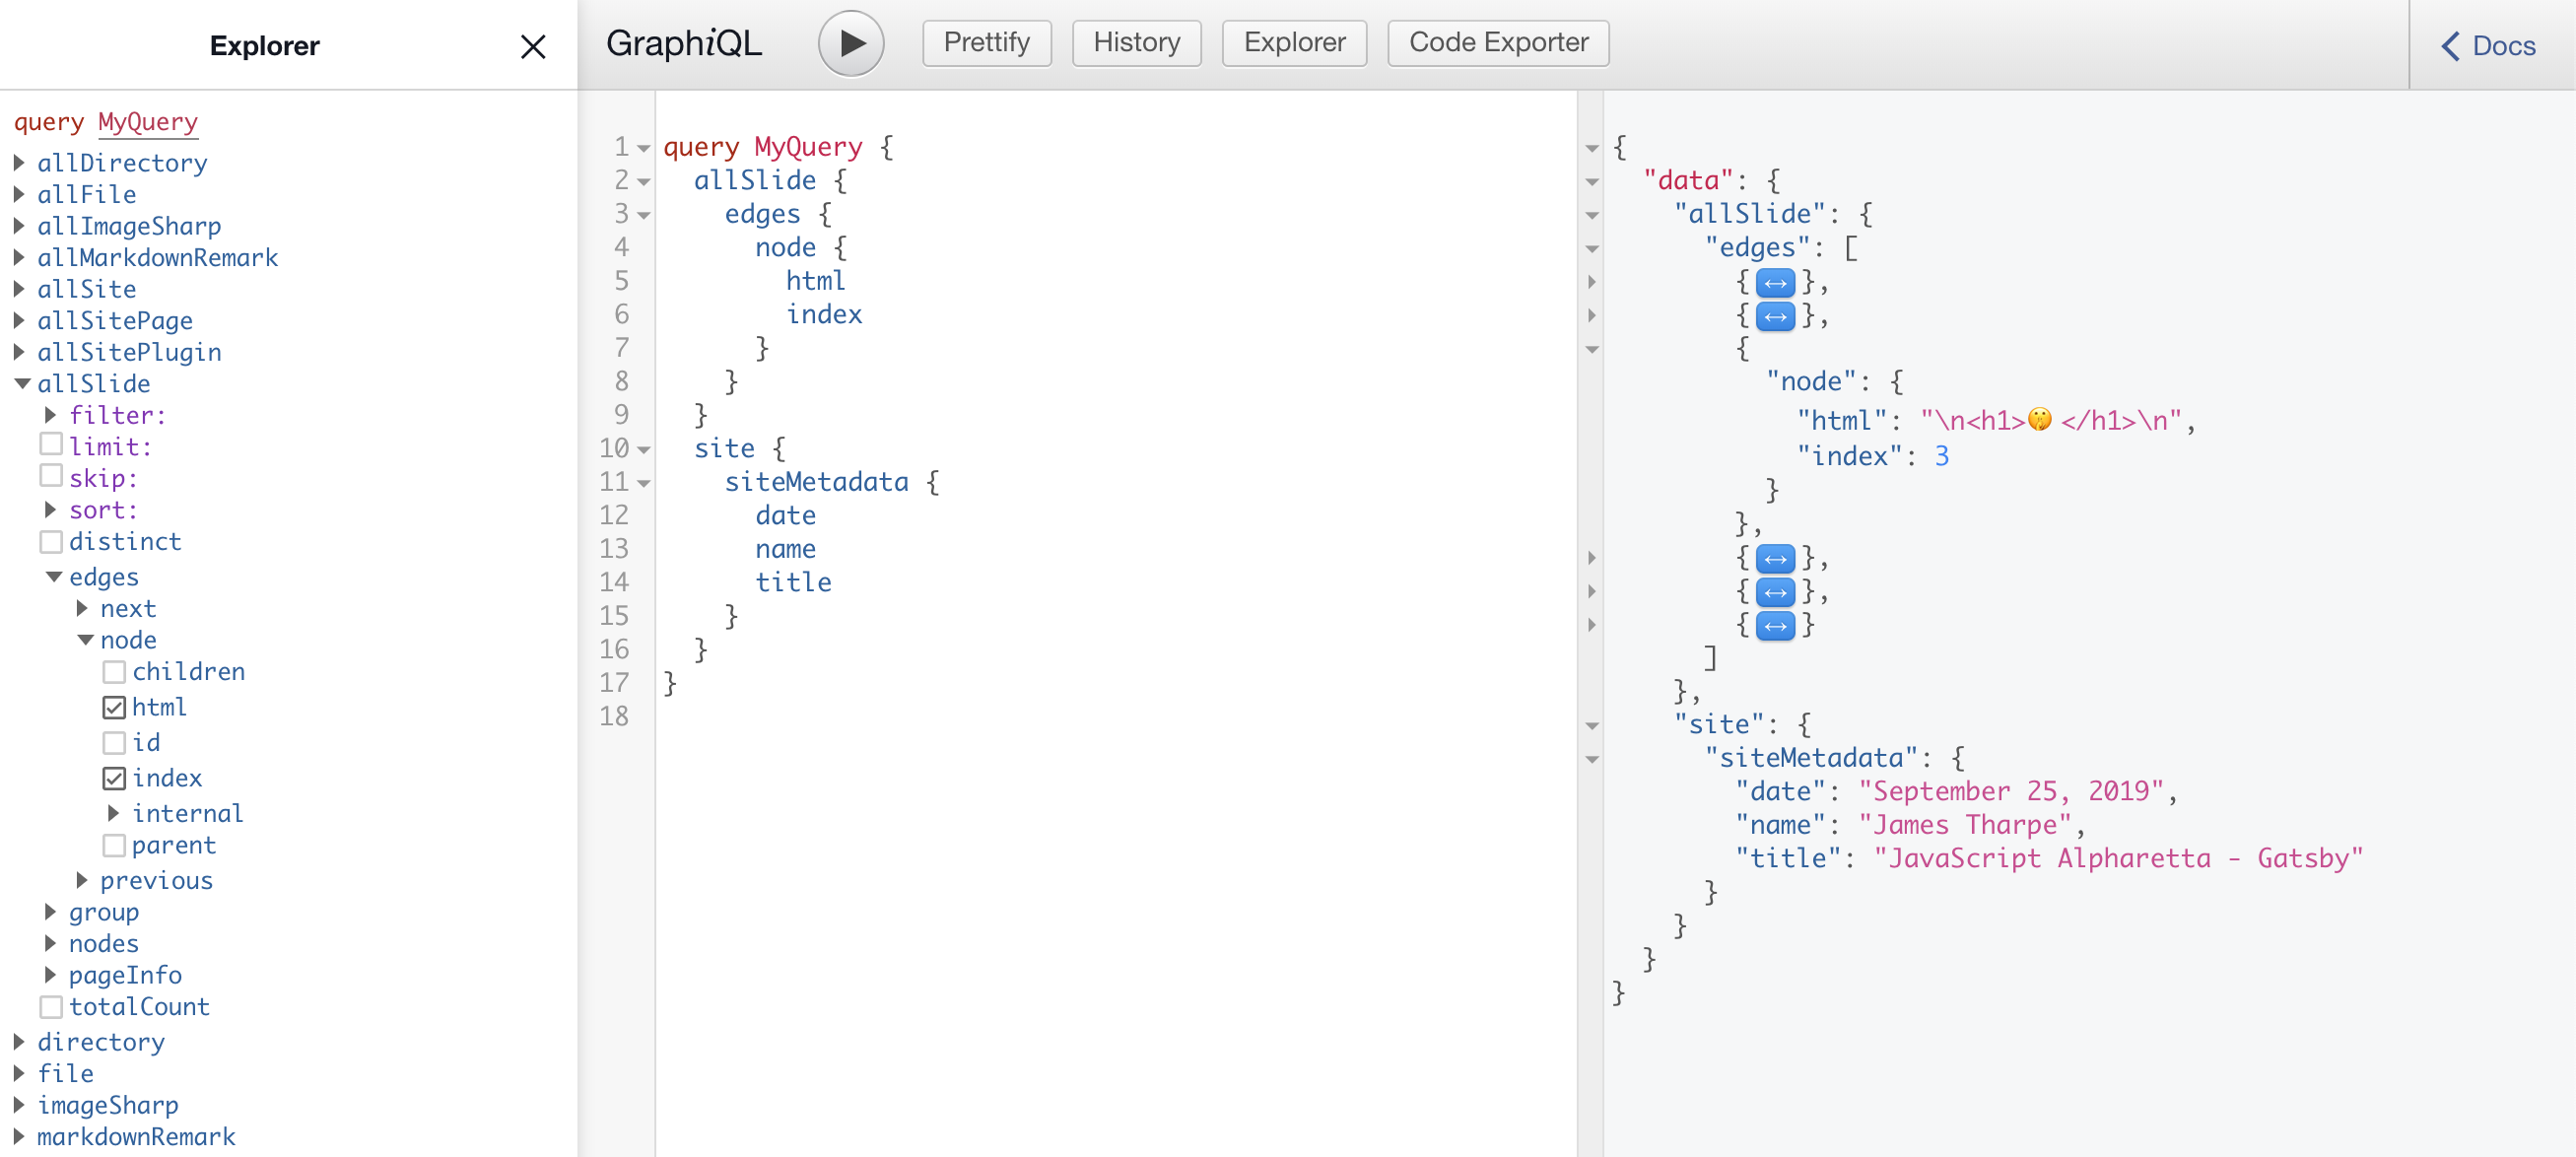 Explorer
GraphiQL
Prettify
History
Explorer
Code Exporter
Docs
query MyQuery
allDirectory
allFile
allImageSharp
allMarkdownRemark
allSite
allSitePage
allSitePlugin
allSlide
filter:
limit:
skip:
sort:
distinct
edges
next
node
children
html
id
index
internal
parent
previous
group
nodes
pageInfo
totalCount
directory
file
imageSharp
markdownRemark
1 query MyQuery {
2 allSlide {
3 edges {
4 node {
5 html
6 index
7 }
8 }
9 }
10 site {
11 siteMetadata {
12 date
13 name
14 title
15 }
16 }
17 }
18
{
"data": {
"allSlide": {
"edges": [
{↔},
{↔},
{
"node": {
"html": "\n<h1>🤫 </h1>\n",
"index": 3
}
},
{↔},
{↔},
{↔}
]
},
"site": {
"siteMetadata": {
"date": "September 25, 2019",
"name": "James Tharpe",
"title": "JavaScript Alpharetta - Gatsby"
}
}
}
}